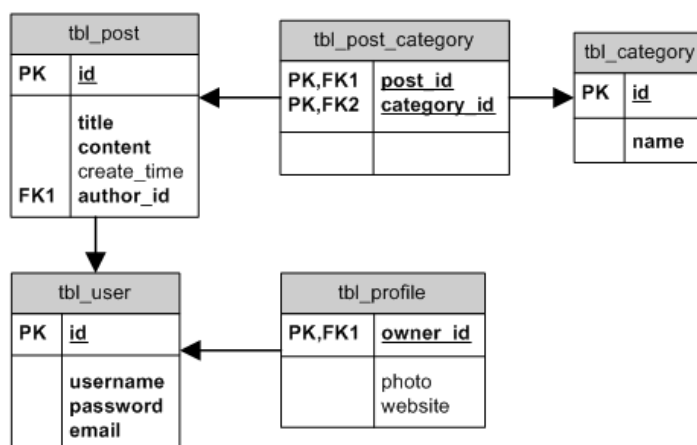 tbl_post
PK id
title
content
create_time
FK1 author_id
tbl_post_category
PK,FK1 post_id
PK,FK2 category_id
tbl_category
PK id
name
tbl_user
PK id
username
password
email
tbl_profile
PK,FK1 owner_id
photo
website